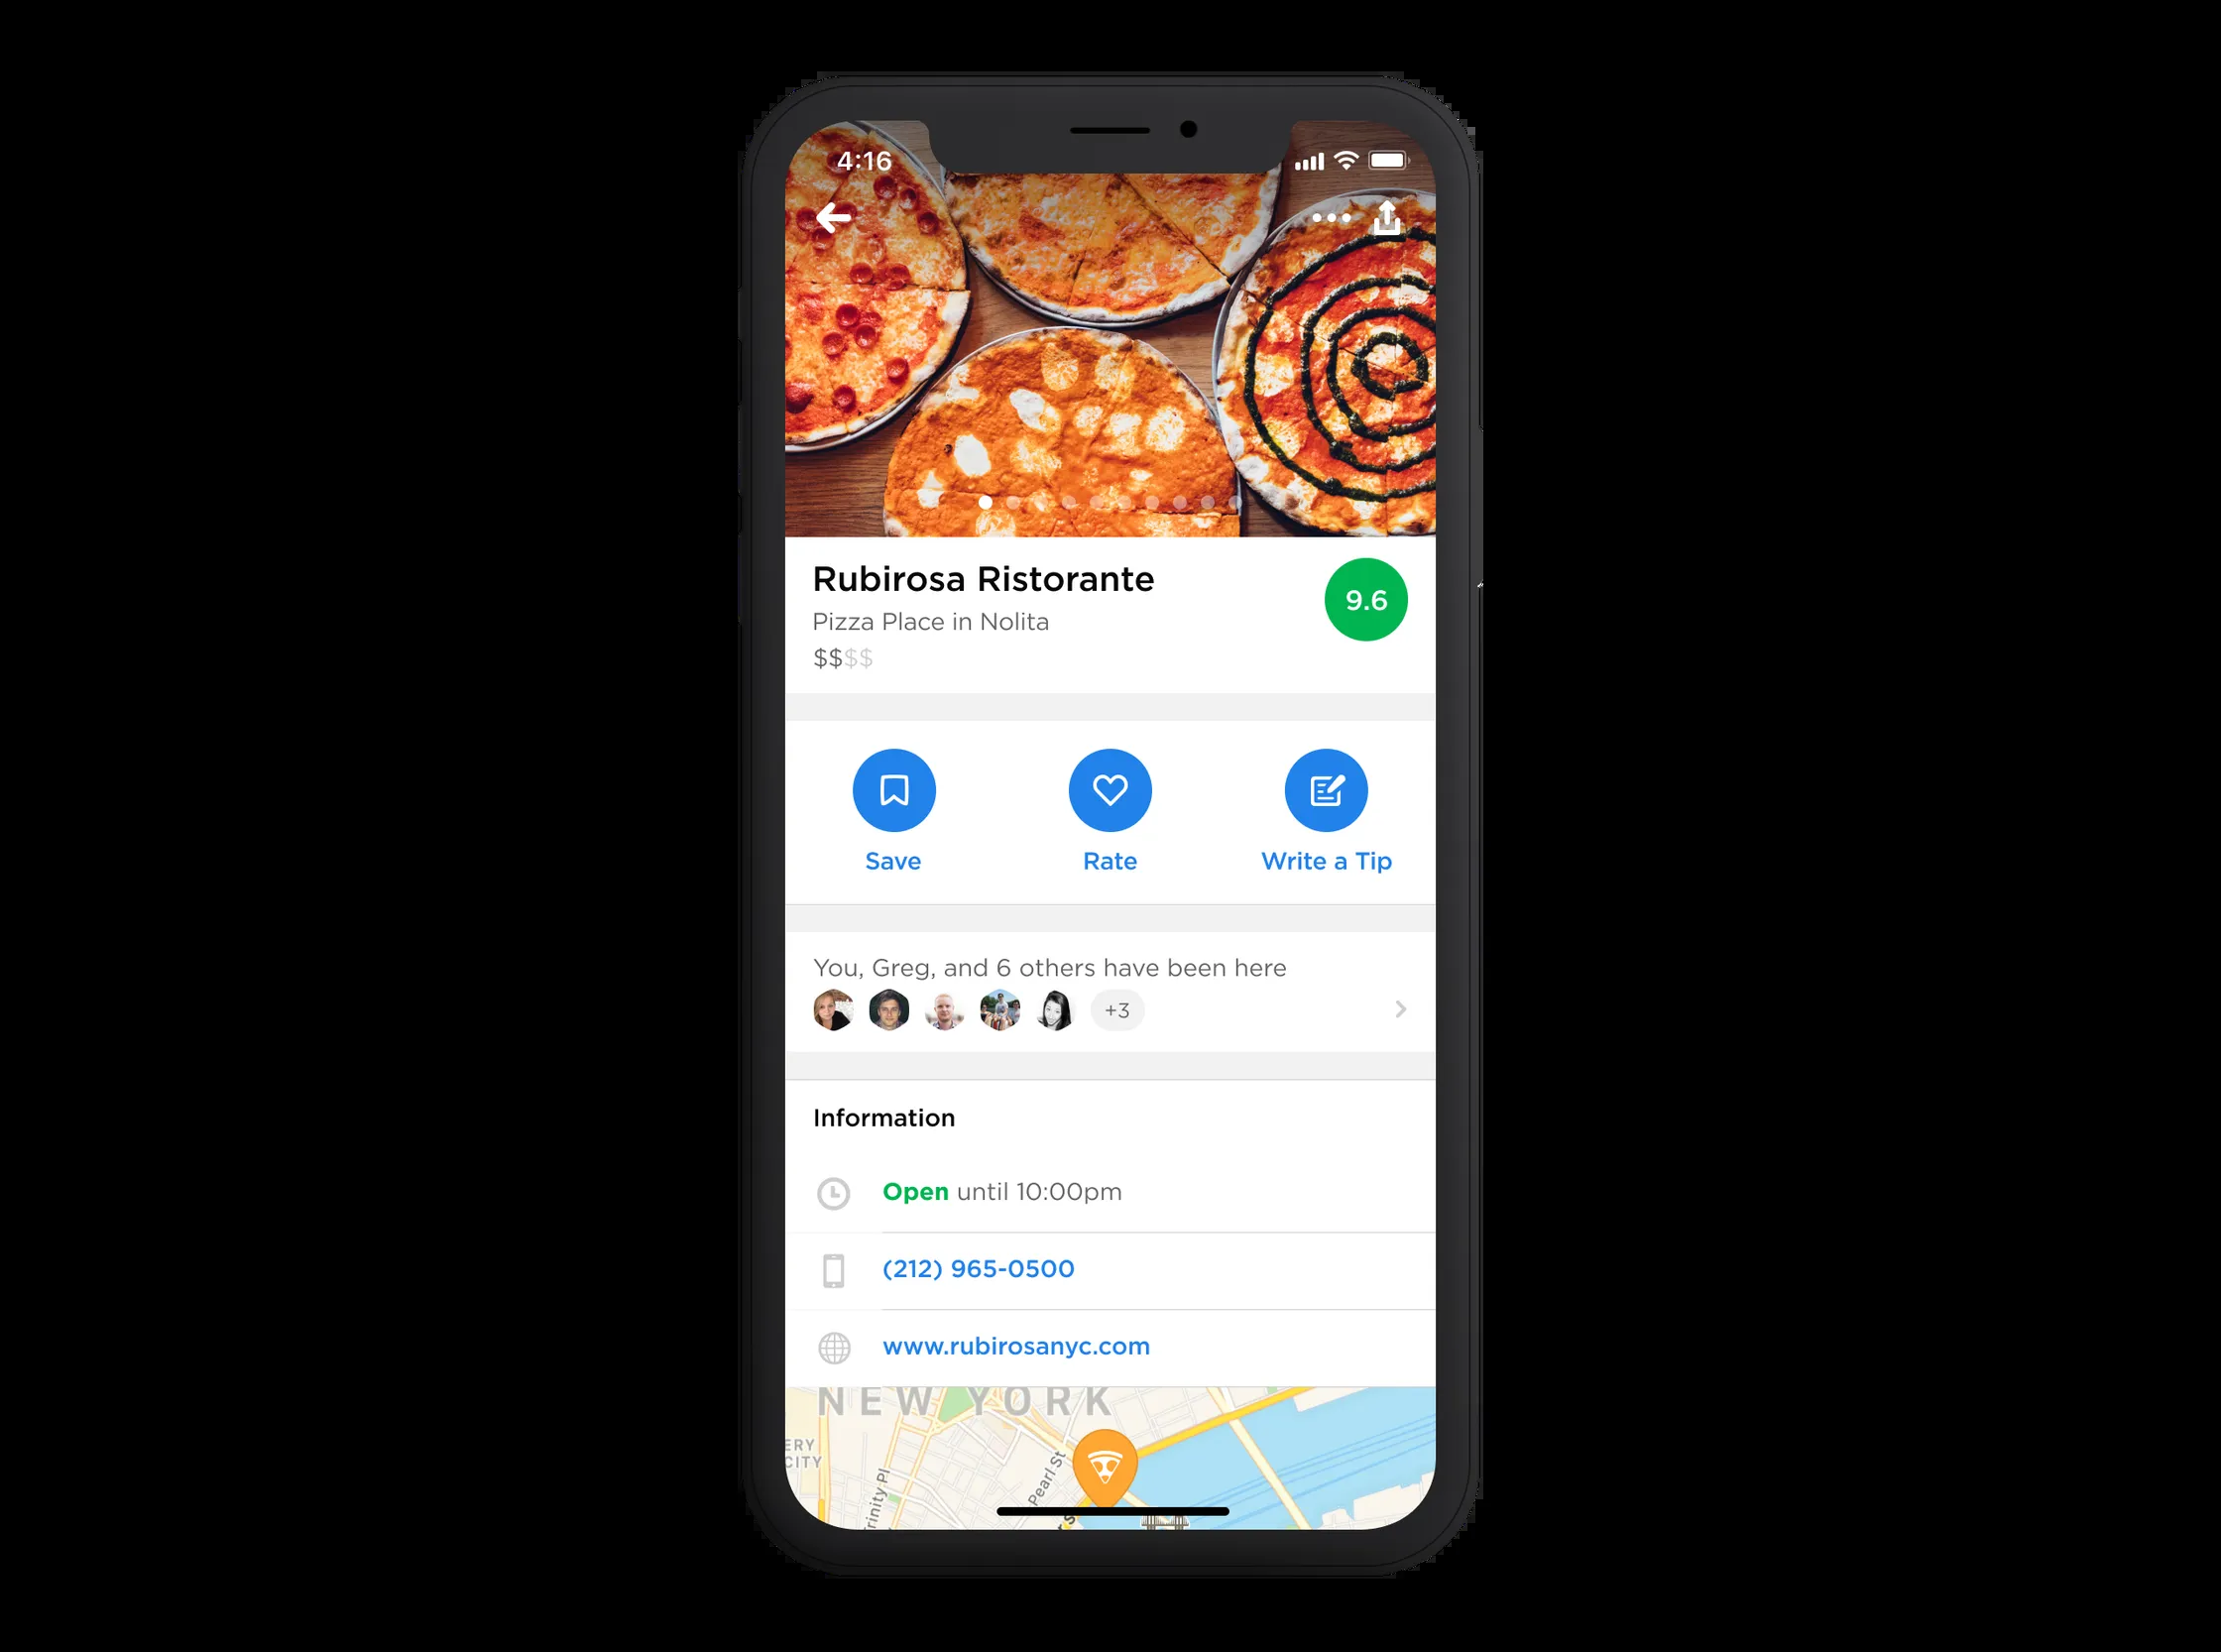 4:16
Rubirosa Ristorante
9.6
Pizza Place in Nolita
$$$$
Save
Rate
Write a Tip
You, Greg, and 6 others have been here
+3
Information
Open until 10:00pm
(212) 965-0500
www.rubirosanyc.com
NEW YORK
ERY
CITY
Pearl St
rinity Pl